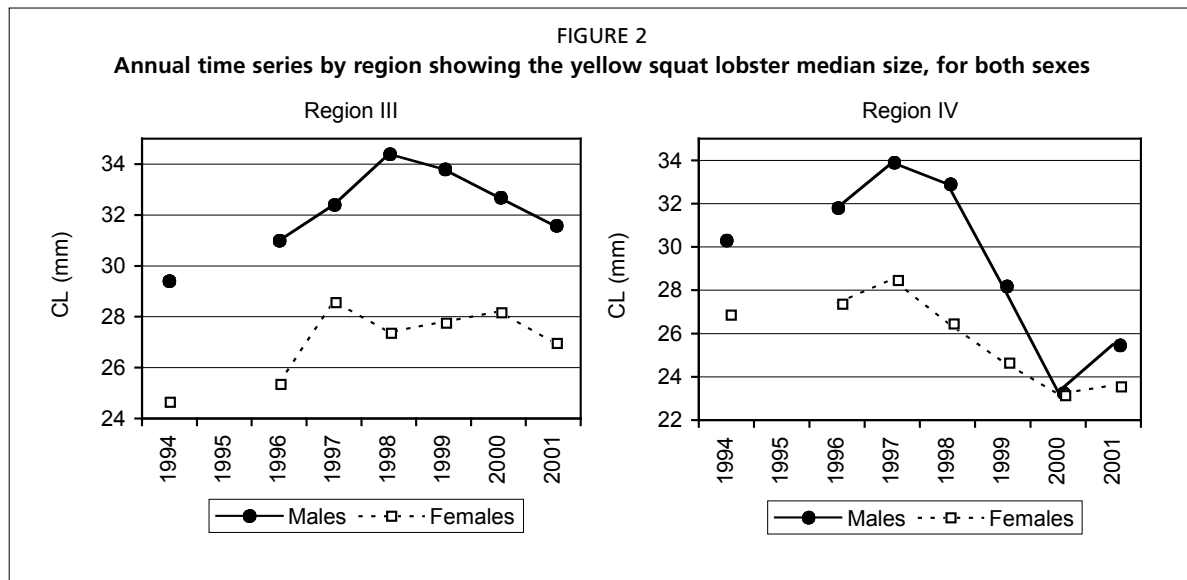 FIGURE 2
Annual time series by region showing the yellow squat lobster median size, for both sexes
Region III
34
32
30
28
26
24
CL (mm)
1994
1995
1996
1997
1998
1999
2000
2001
Males
Females
Region IV
34
32
30
28
26
24
22
CL (mm)
1994
1995
1996
1997
1998
1999
2000
2001
Males
Females